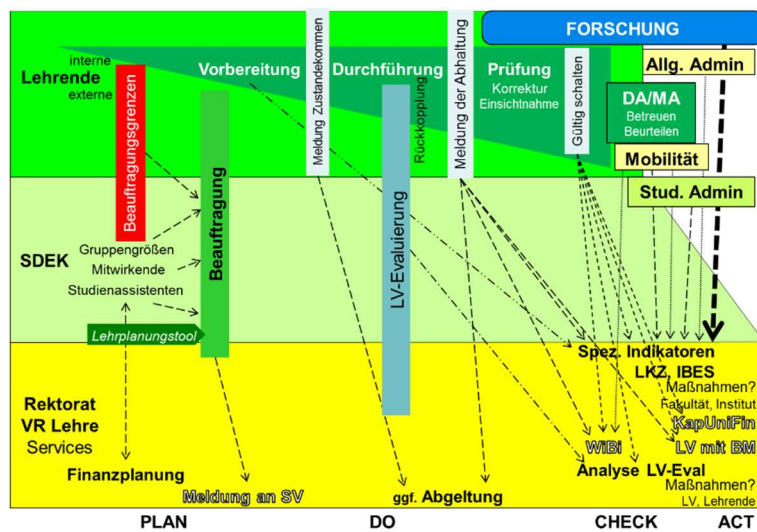 FORSCHUNG
interne
Lehrende
externe
Beauftragungsgrenzen
Vorbereitung
Meldung Zustandekommen
Durchführung
Rückkopplung
Meldung der Abhaltung
Prüfung
Korrektur
Einsichtnahme
Gültig schalten
Allg. Admin
DA/MA
Betreuen
Beurteilen
Mobilität
Stud. Admin
Beauftragung
LV-Evaluierung
SDEK
Gruppengrößen
Mitwirkende
Studienassistenten
Lehrplanungstool
Spez. Indikatoren
LKZ, IBES
Maßnahmen?
Fakultät, Institut
KapUniFin
Rektorat
VR Lehre
Services
WiBi
LV mit BM
Finanzplanung
Analyse LV-Eval
Maßnahmen?
LV, Lehrende
Meldung an SV
ggf. Abgeltung
PLAN
DO
CHECK
ACT